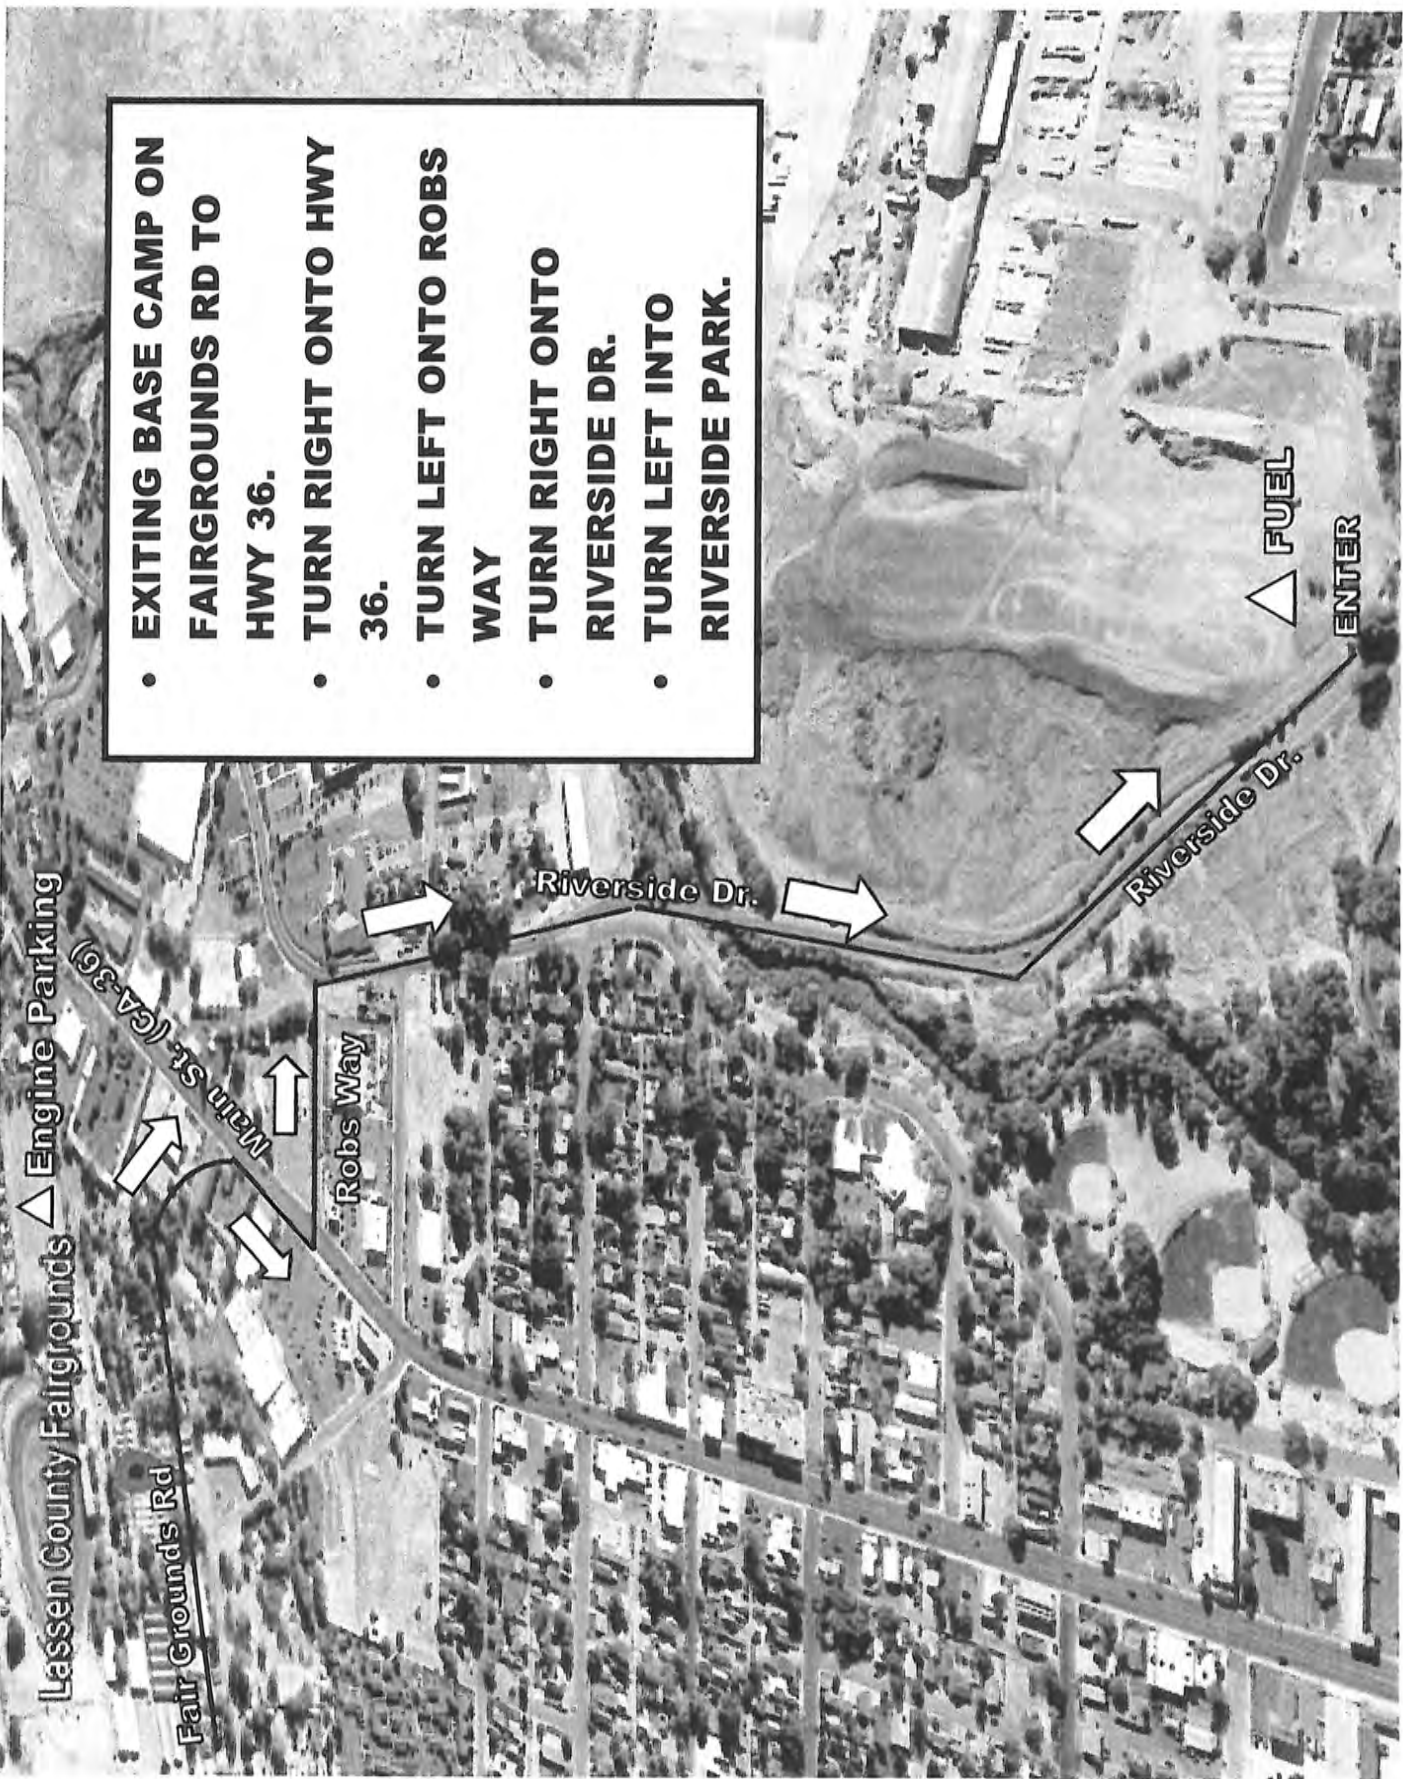 Lassen County Fairgrounds
Engine Parking
Fair Grounds Rd
Main St. (CA-36)
Robs Way
Riverside Dr.
Riverside Dr.
FUEL
ENTER
• EXITING BASE CAMP ON
FAIRGROUNDS RD TO
HWY 36.
• TURN RIGHT ONTO HWY
36.
• TURN LEFT ONTO ROBS
WAY
• TURN RIGHT ONTO
RIVERSIDE DR.
• TURN LEFT INTO
RIVERSIDE PARK.